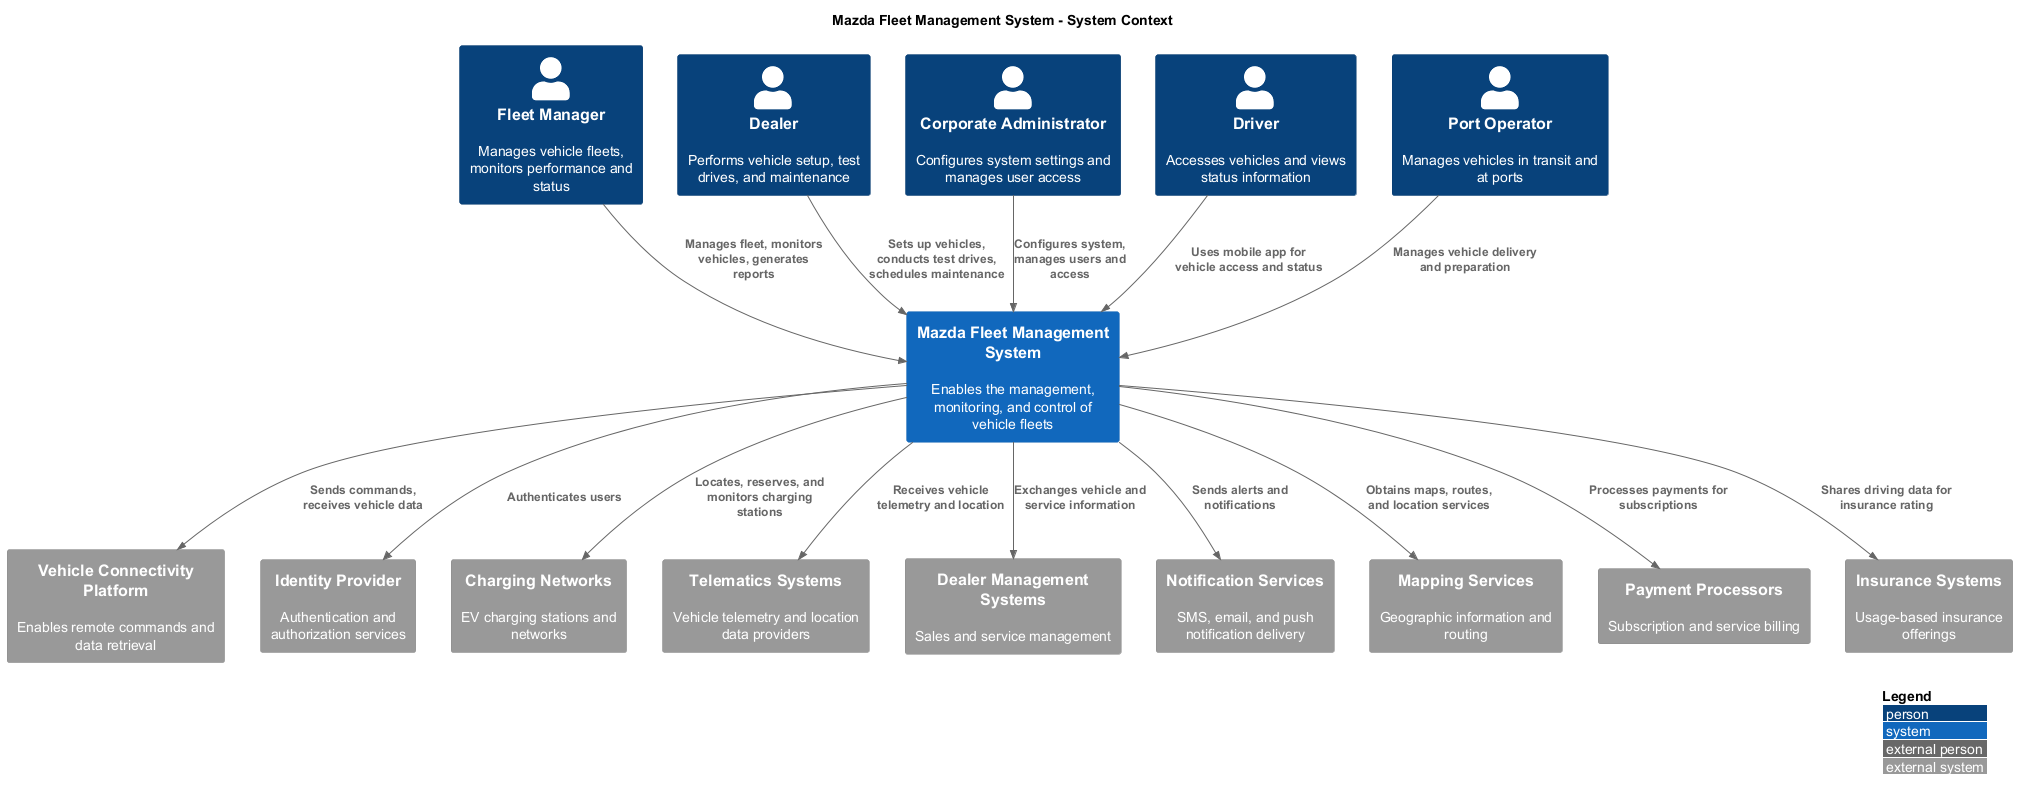 Mazda Fleet Management System - System Context
Fleet Manager
Manages vehicle fleets,
monitors performance and
status
Dealer
Performs vehicle setup, test
drives, and maintenance
Corporate Administrator
Configures system settings and
manages user access
Driver
Accesses vehicles and views
status information
Port Operator
Manages vehicles in transit and
at ports
Manages fleet, monitors
vehicles, generates
reports
Sets up vehicles,
conducts test drives,
schedules maintenance
Configures system,
manages users and
access
Uses mobile app for
vehicle access and status
Manages vehicle delivery
and preparation
Mazda Fleet Management
System
Enables the management,
monitoring, and control of
vehicle fleets
Sends commands,
receives vehicle data
Authenticates users
Locates, reserves, and
monitors charging
stations
Receives vehicle
telemetry and location
Exchanges vehicle and
service information
Sends alerts and
notifications
Obtains maps, routes,
and location services
Processes payments for
subscriptions
Shares driving data for
insurance rating
Vehicle Connectivity
Platform
Enables remote commands and
data retrieval
Identity Provider
Authentication and
authorization services
Charging Networks
EV charging stations and
networks
Telematics Systems
Vehicle telemetry and location
data providers
Dealer Management
Systems
Sales and service management
Notification Services
SMS, email, and push
notification delivery
Mapping Services
Geographic information and
routing
Payment Processors
Subscription and service billing
Insurance Systems
Usage-based insurance
offerings
Legend
person
system
external person
external system